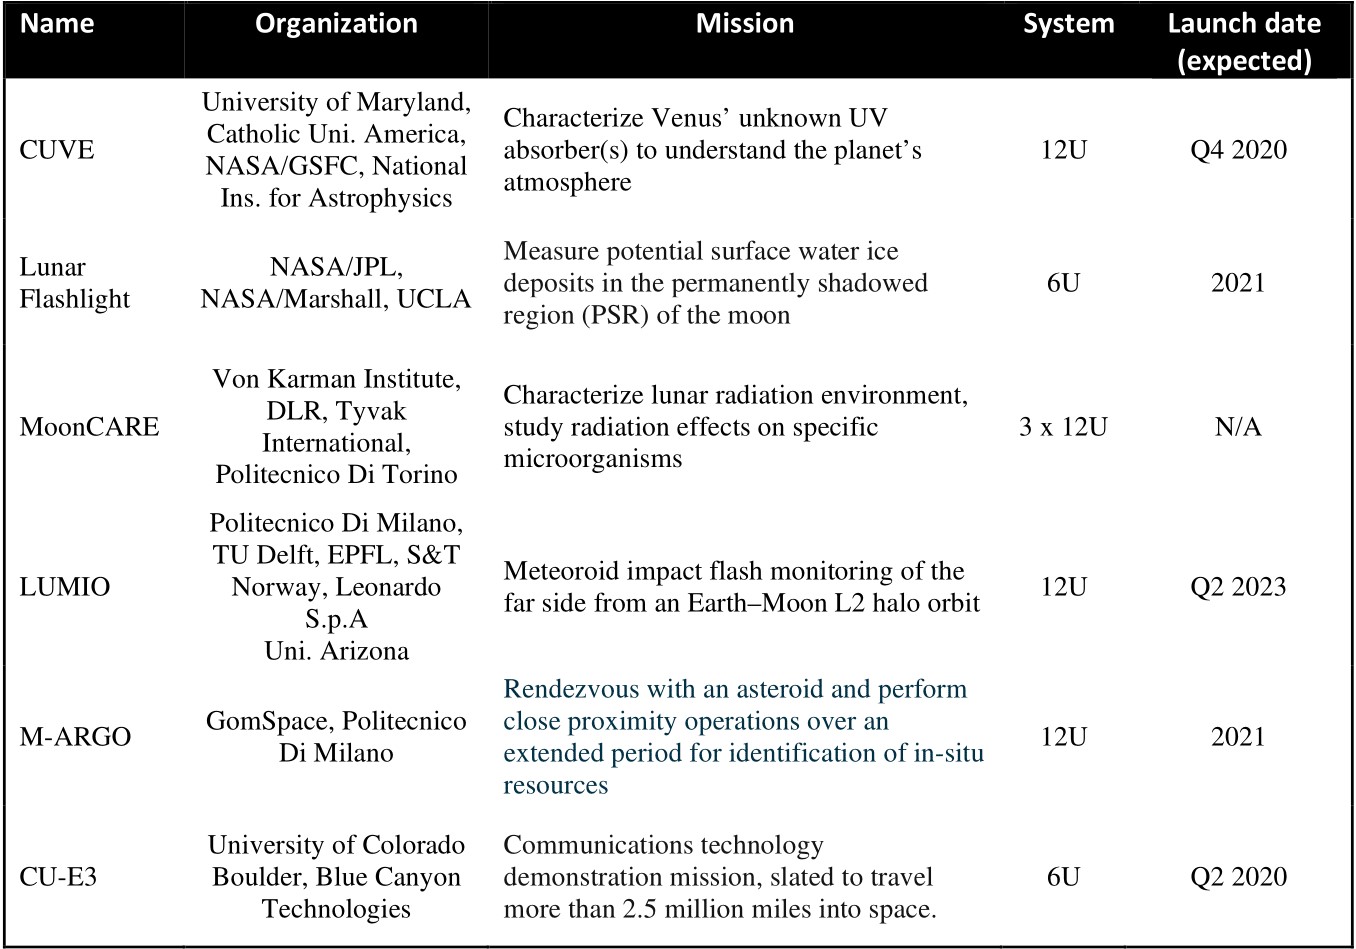 Name
Organization
Mission
System
Launch date
(expected)
CUVE
University of Maryland,
Catholic Uni. America,
NASA/GSFC, National
Ins. for Astrophysics
Characterize Venus’ unknown UV
absorber(s) to understand the planet’s
atmosphere
12U
Q4 2020
Lunar
Flashlight
NASA/JPL,
NASA/Marshall, UCLA
Measure potential surface water ice
deposits in the permanently shadowed
region (PSR) of the moon
6U
2021
MoonCARE
Von Karman Institute,
DLR, Tyvak
International,
Politecnico Di Torino
Characterize lunar radiation environment,
study radiation effects on specific
microorganisms
3 x 12U
N/A
LUMIO
Politecnico Di Milano,
TU Delft, EPFL, S&T
Norway, Leonardo
S.p.A
Uni. Arizona
Meteoroid impact flash monitoring of the
far side from an Earth–Moon L2 halo orbit
12U
Q2 2023
M-ARGO
GomSpace, Politecnico
Di Milano
Rendezvous with an asteroid and perform
close proximity operations over an
extended period for identification of in-situ
resources
12U
2021
CU-E3
University of Colorado
Boulder, Blue Canyon
Technologies
Communications technology
demonstration mission, slated to travel
more than 2.5 million miles into space.
6U
Q2 2020